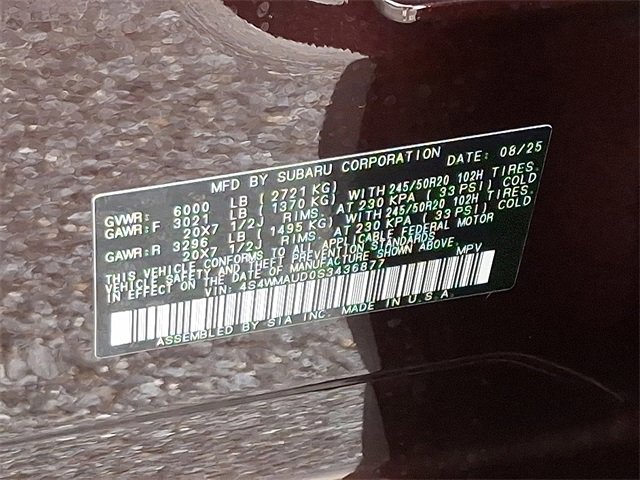 MFD BY SUBARU CORPORATION DATE: 08/25
GVWR: 6000 LB ( 2721 KG)
GAWR:F 3021 LB ( 1370 KG) WITH 245/50R20 102H TIRES.
20X7 1/2J RIMS. AT 230 KPA ( 33 PSI) COLD
GAWR:R 3296 LB ( 1495 KG) WITH 245/50R20 102H TIRES.
20X7 1/2J RIMS. AT 230 KPA ( 33 PSI) COLD
THIS VEHICLE CONFORMS TO ALL APPLICABLE FEDERAL MOTOR
VEHICLE SAFETY AND THEFT PREVENTION STANDARDS
IN EFFECT ON THE DATE OF MANUFACTURE SHOWN ABOVE.
VIN: 4S4WMAUD0S3436877 MPV
ASSEMBLED BY SIA INC. MADE IN U.S.A.